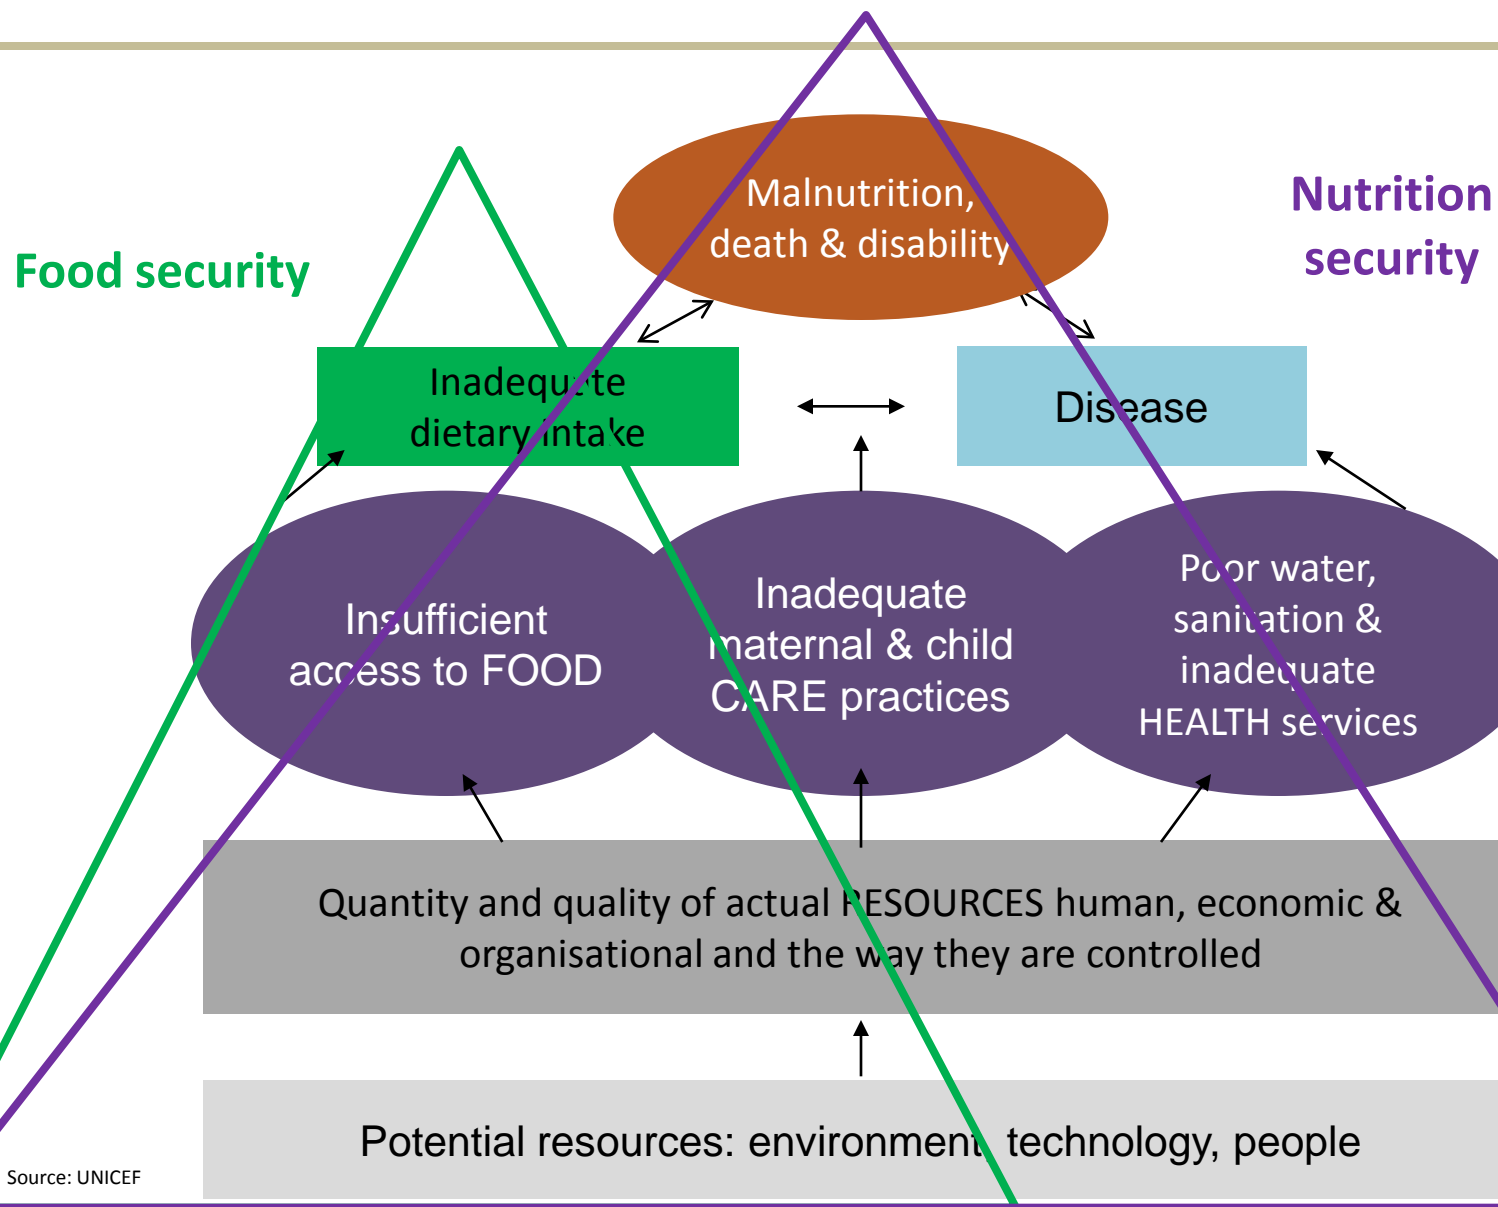 Malnutrition,
death & disability
Nutrition
security
Food security
Inadequate
dietary intake
Disease
Insufficient
access to FOOD
Inadequate
maternal & child
CARE practices
Poor water,
sanitation &
inadequate
HEALTH services
Quantity and quality of actual RESOURCES human, economic &
organisational and the way they are controlled
Potential resources: environment, technology, people
Source: UNICEF